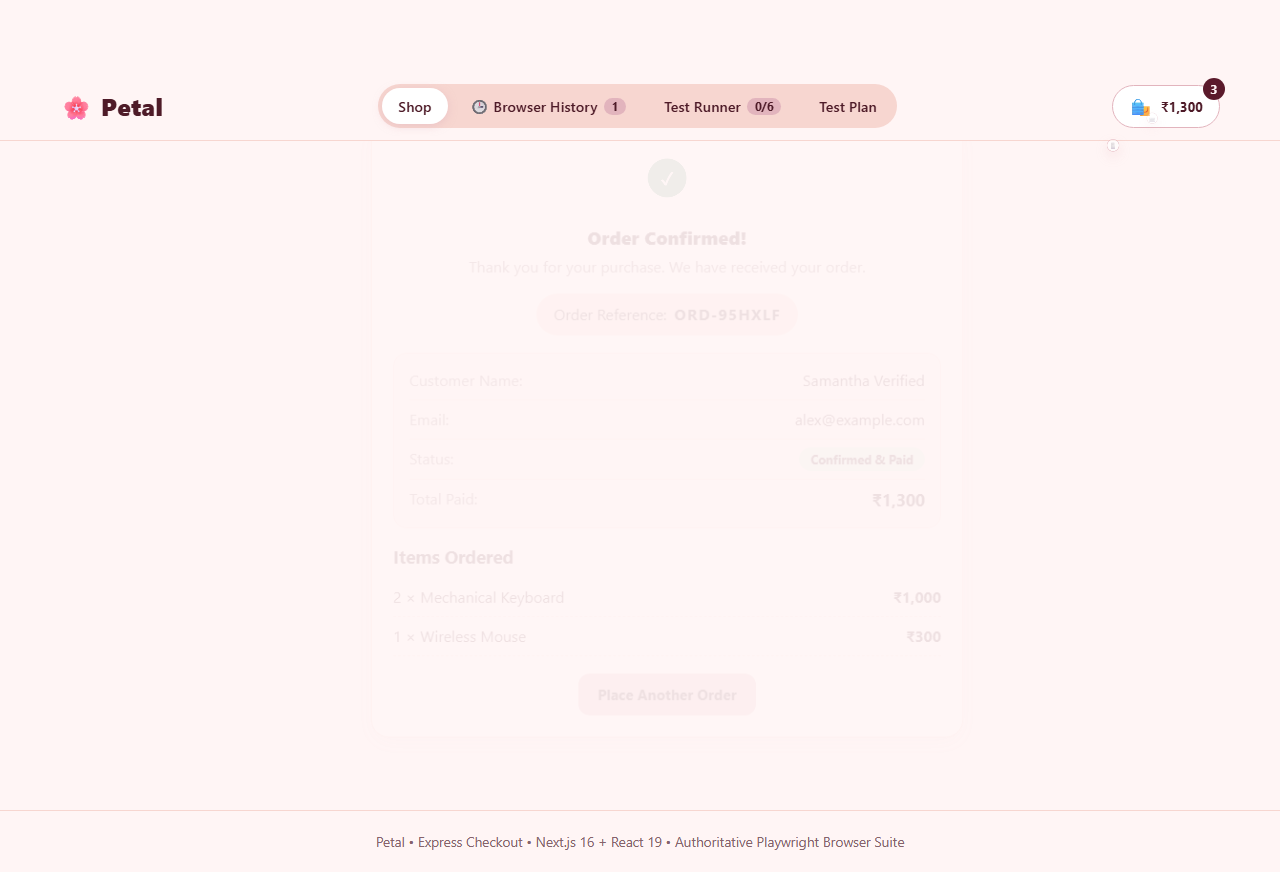 Petal
Shop
Browser History 1
Test Runner 0/6
Test Plan
₹1,300
3
✓
Order Confirmed!
Thank you for your purchase. We have received your order.
Order Reference: ORD-95HXLF
Customer Name: Samantha Verified
Email: alex@example.com
Status: Confirmed & Paid
Total Paid: ₹1,300
Items Ordered
2 × Mechanical Keyboard ₹1,000
1 × Wireless Mouse ₹300
Place Another Order
Petal • Express Checkout • Next.js 16 + React 19 • Authoritative Playwright Browser Suite